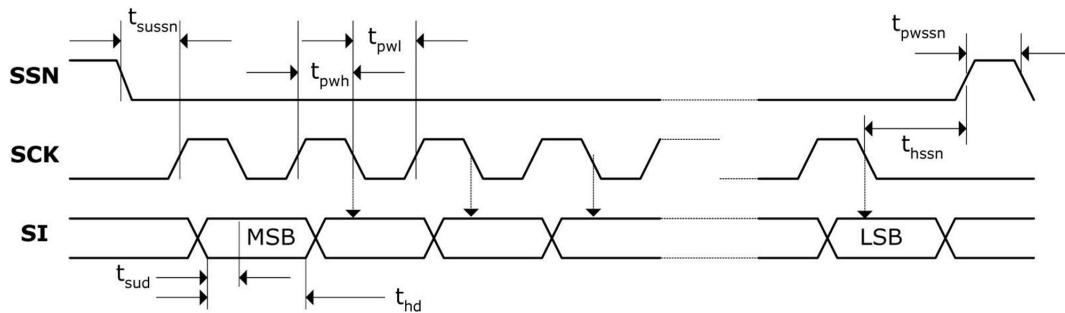 t_sussn
t_pwl
t_pwssn
t_pwh
SSN
SCK
t_hssn
SI
MSB
LSB
t_sud
t_hd